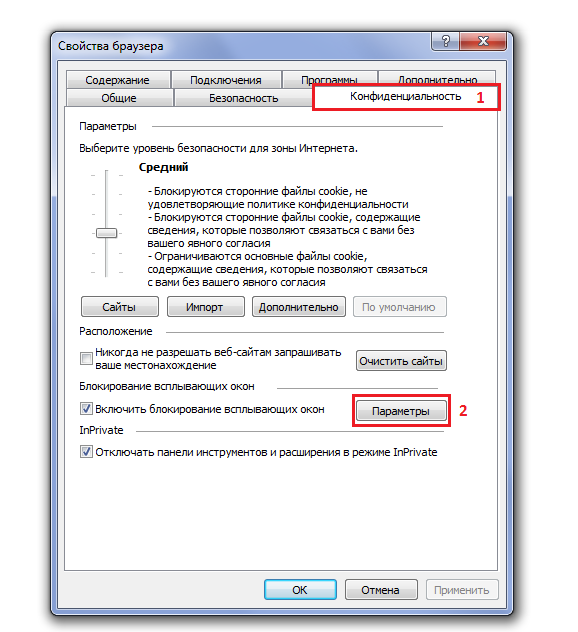 Свойства браузера
?
Содержание Подключения Программы Дополнительно
Общие Безопасность Конфиденциальность 1
Параметры
Выберите уровень безопасности для зоны Интернета.
Средний
- Блокируются сторонние файлы cookie, не
удовлетворяющие политике конфиденциальности
- Блокируются сторонние файлы cookie, содержащие
сведения, которые позволяют связаться с вами без
вашего явного согласия
- Ограничиваются основные файлы cookie,
содержащие сведения, которые позволяют связаться
с вами без вашего явного согласия
Сайты Импорт Дополнительно По умолчанию
Расположение
Никогда не разрешать веб-сайтам запрашивать
ваше местонахождение
Очистить сайты
Блокирование всплывающих окон
Включить блокирование всплывающих окон Параметры 2
InPrivate
Отключать панели инструментов и расширения в режиме InPrivate
ОК Отмена Применить